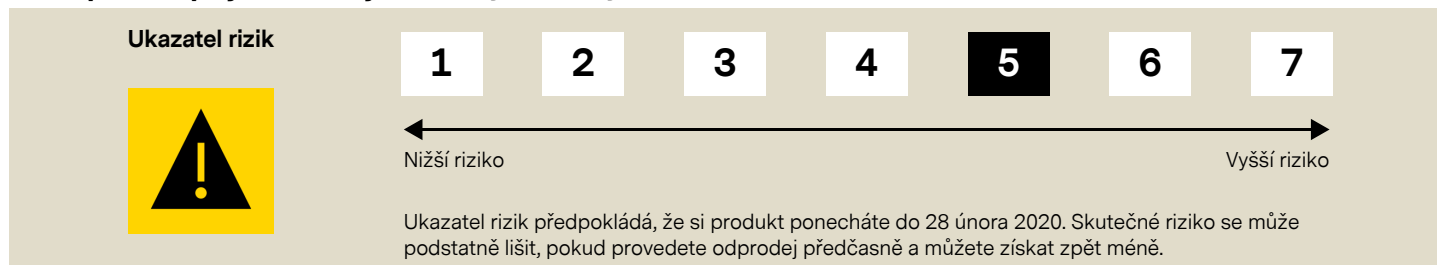 Ukazatel rizik
1 2 3 4 5 6 7
Nižší riziko Vyšší riziko
Ukazatel rizik předpokládá, že si produkt ponecháte do 28 února 2020. Skutečné riziko se může
podstatně lišit, pokud provedete odprodej předčasně a můžete získat zpět méně.